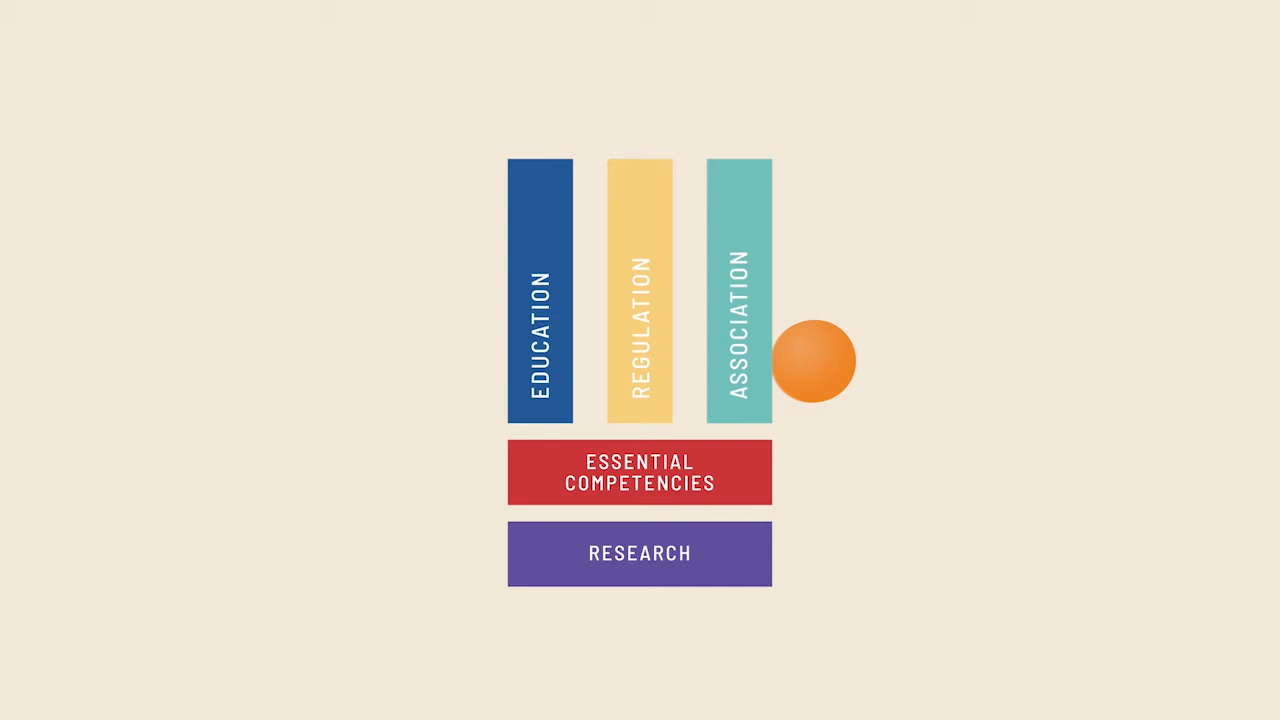 EDUCATION
REGULATION
ASSOCIATION
ESSENTIAL
COMPETENCIES
RESEARCH